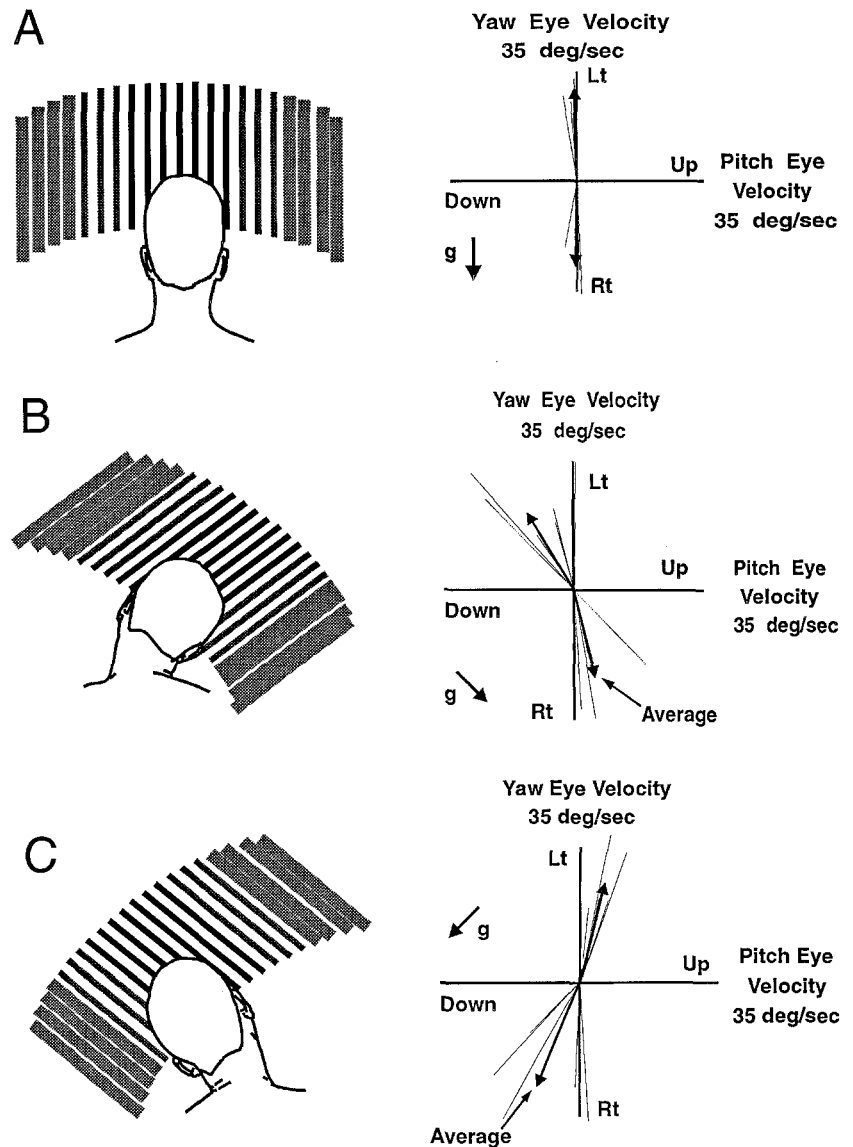 A
Yaw Eye Velocity
35 deg/sec
Lt
Up
Down
Pitch Eye
Velocity
35 deg/sec
g
Rt
B
Yaw Eye Velocity
35 deg/sec
Lt
Up
Down
Pitch Eye
Velocity
35 deg/sec
g
Rt
Average
C
Yaw Eye Velocity
35 deg/sec
Lt
g
Up
Down
Pitch Eye
Velocity
35 deg/sec
Rt
Average